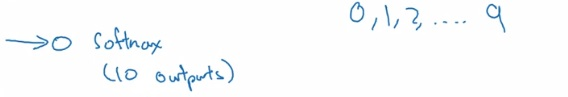 0, 1, 2, .... 9
softmax
(10 outputs)